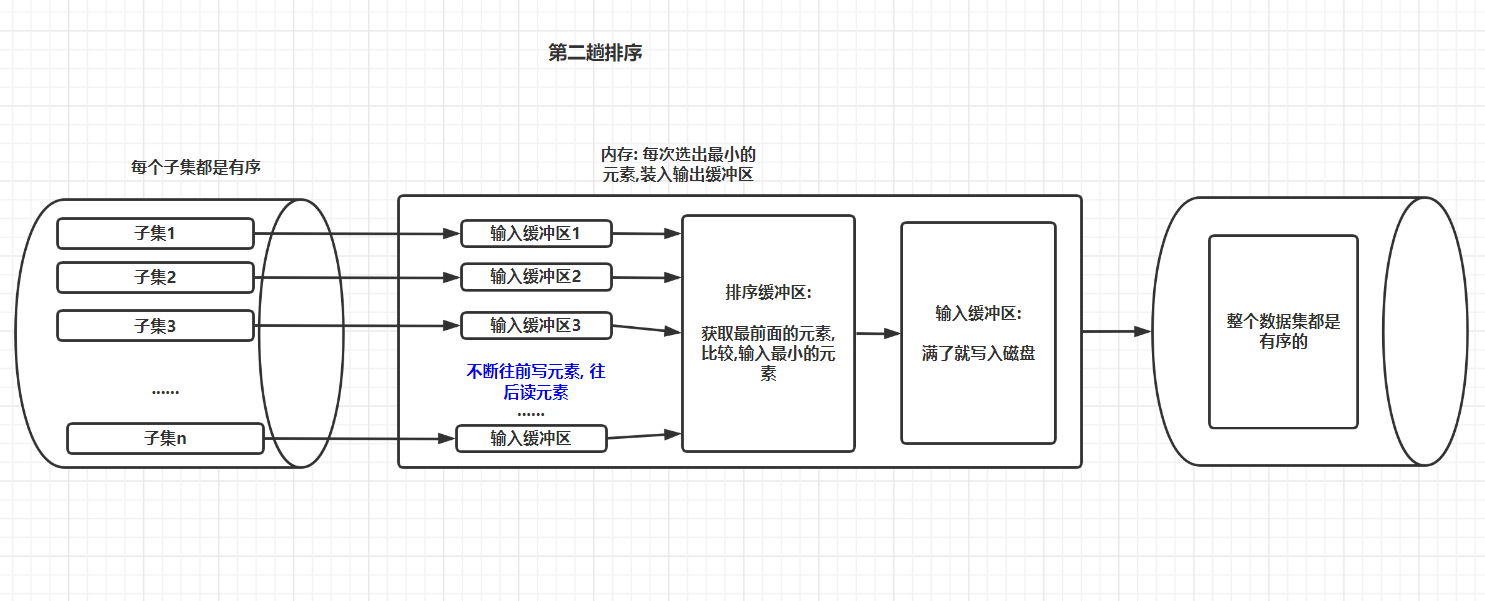 第二趟排序
每个子集都是有序
内存: 每次选出最小的
元素,装入输出缓冲区
子集1
子集2
子集3
......
子集n
输入缓冲区1
输入缓冲区2
输入缓冲区3
不断往前写元素, 往
后读元素
......
输入缓冲区
排序缓冲区:
获取最前面的元素,
比较,输入最小的元
素
输入缓冲区:
满了就写入磁盘
整个数据集都是
有序的